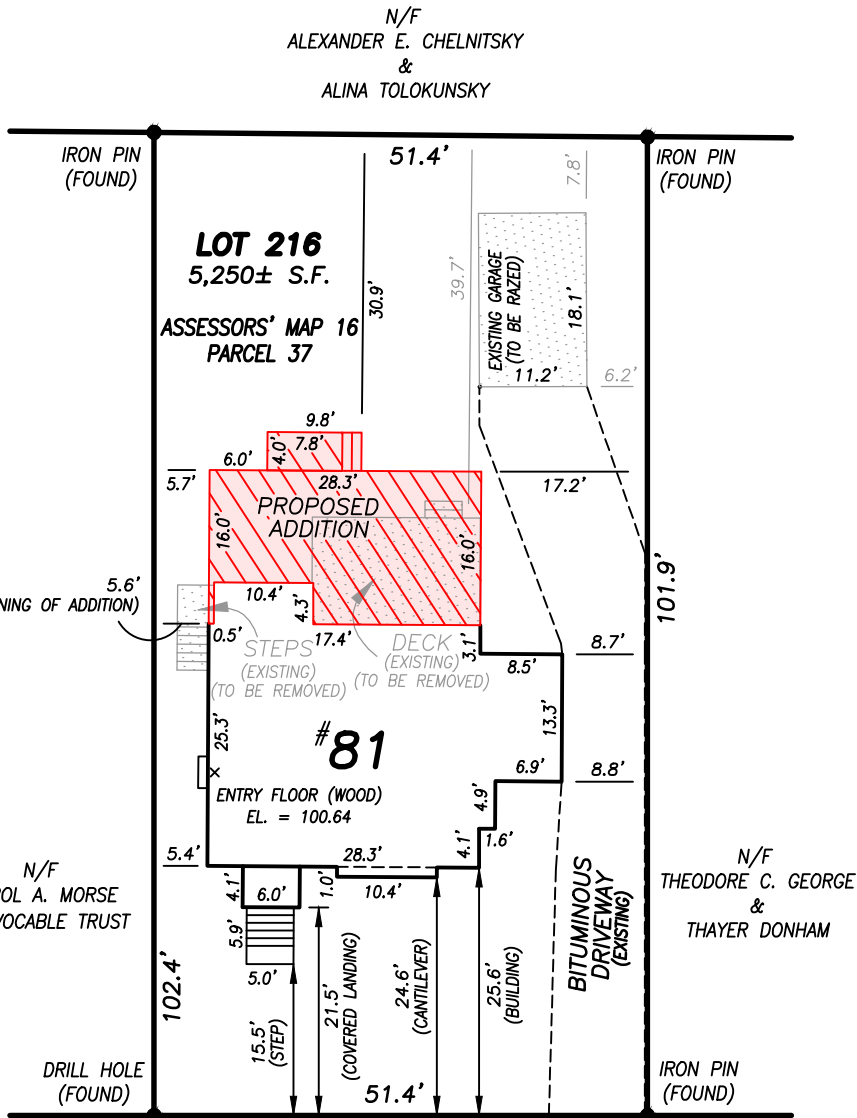 N/F
ALEXANDER E. CHELNITSKY
&
ALINA TOLOKUNSKY
IRON PIN
(FOUND)
51.4'
7.8'
IRON PIN
(FOUND)
LOT 216
5,250± S.F.
ASSESSORS' MAP 16
PARCEL 37
30.9'
39.7'
EXISTING GARAGE
(TO BE RAZED)
18.1'
11.2'
6.2'
9.8'
7.8'
4.0'
6.0'
5.7'
28.3'
17.2'
PROPOSED
ADDITION
16.0'
16.0'
101.9'
5.6'
NING OF ADDITION)
10.4'
4.3'
0.5'
17.4'
3.1'
STEPS
(EXISTING)
(TO BE REMOVED)
DECK
(EXISTING)
(TO BE REMOVED)
8.7'
8.5'
25.3'
13.3'
#81
6.9'
8.8'
ENTRY FLOOR (WOOD)
EL. = 100.64
4.9'
1.6'
4.1'
5.4'
28.3'
4.1'
6.0'
1.0'
10.4'
5.9'
5.0'
N/F
OL A. MORSE
VOCABLE TRUST
N/F
THEODORE C. GEORGE
&
THAYER DONHAM
BITUMINOUS
DRIVEWAY
(EXISTING)
102.4'
15.5'
(STEP)
21.5'
(COVERED LANDING)
24.6'
(CANTILEVER)
25.6'
(BUILDING)
DRILL HOLE
(FOUND)
51.4'
IRON PIN
(FOUND)